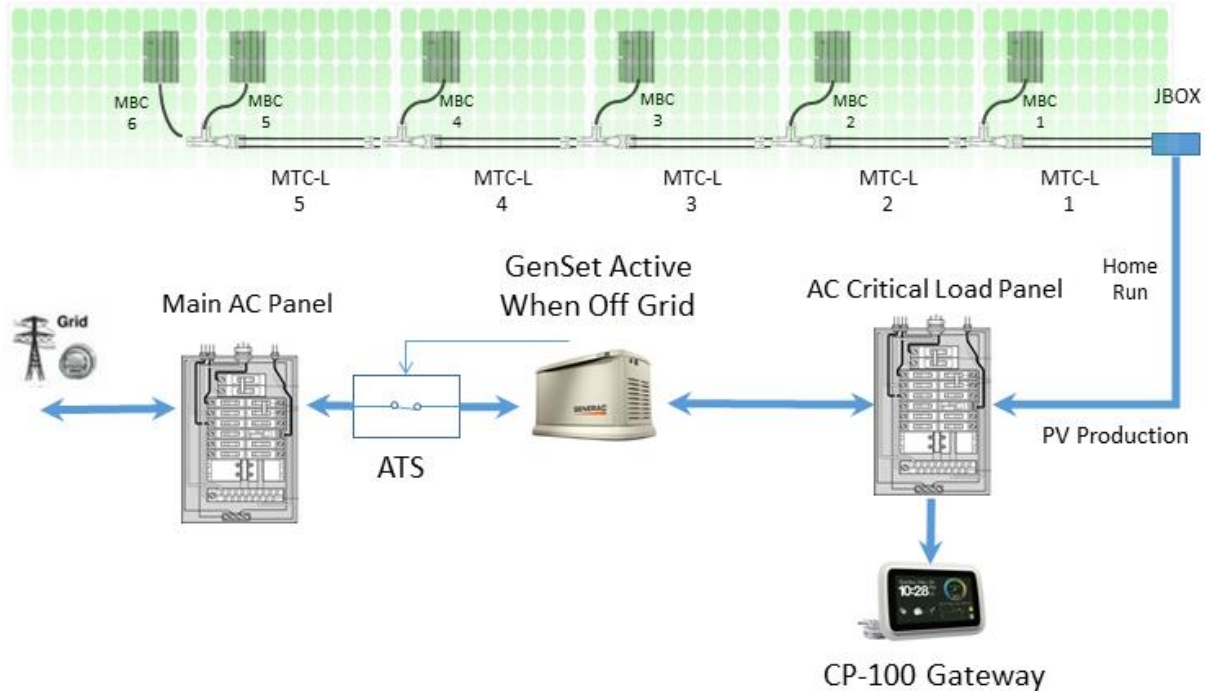 MBC
6
MBC
5
MBC
4
MBC
3
MBC
2
MBC
1
JBOX
MTC-L
5
MTC-L
4
MTC-L
3
MTC-L
2
MTC-L
1
Home
Run
GenSet Active
When Off Grid
Main AC Panel
AC Critical Load Panel
Grid
GENERAC
PV Production
ATS
10:28
CP-100 Gateway